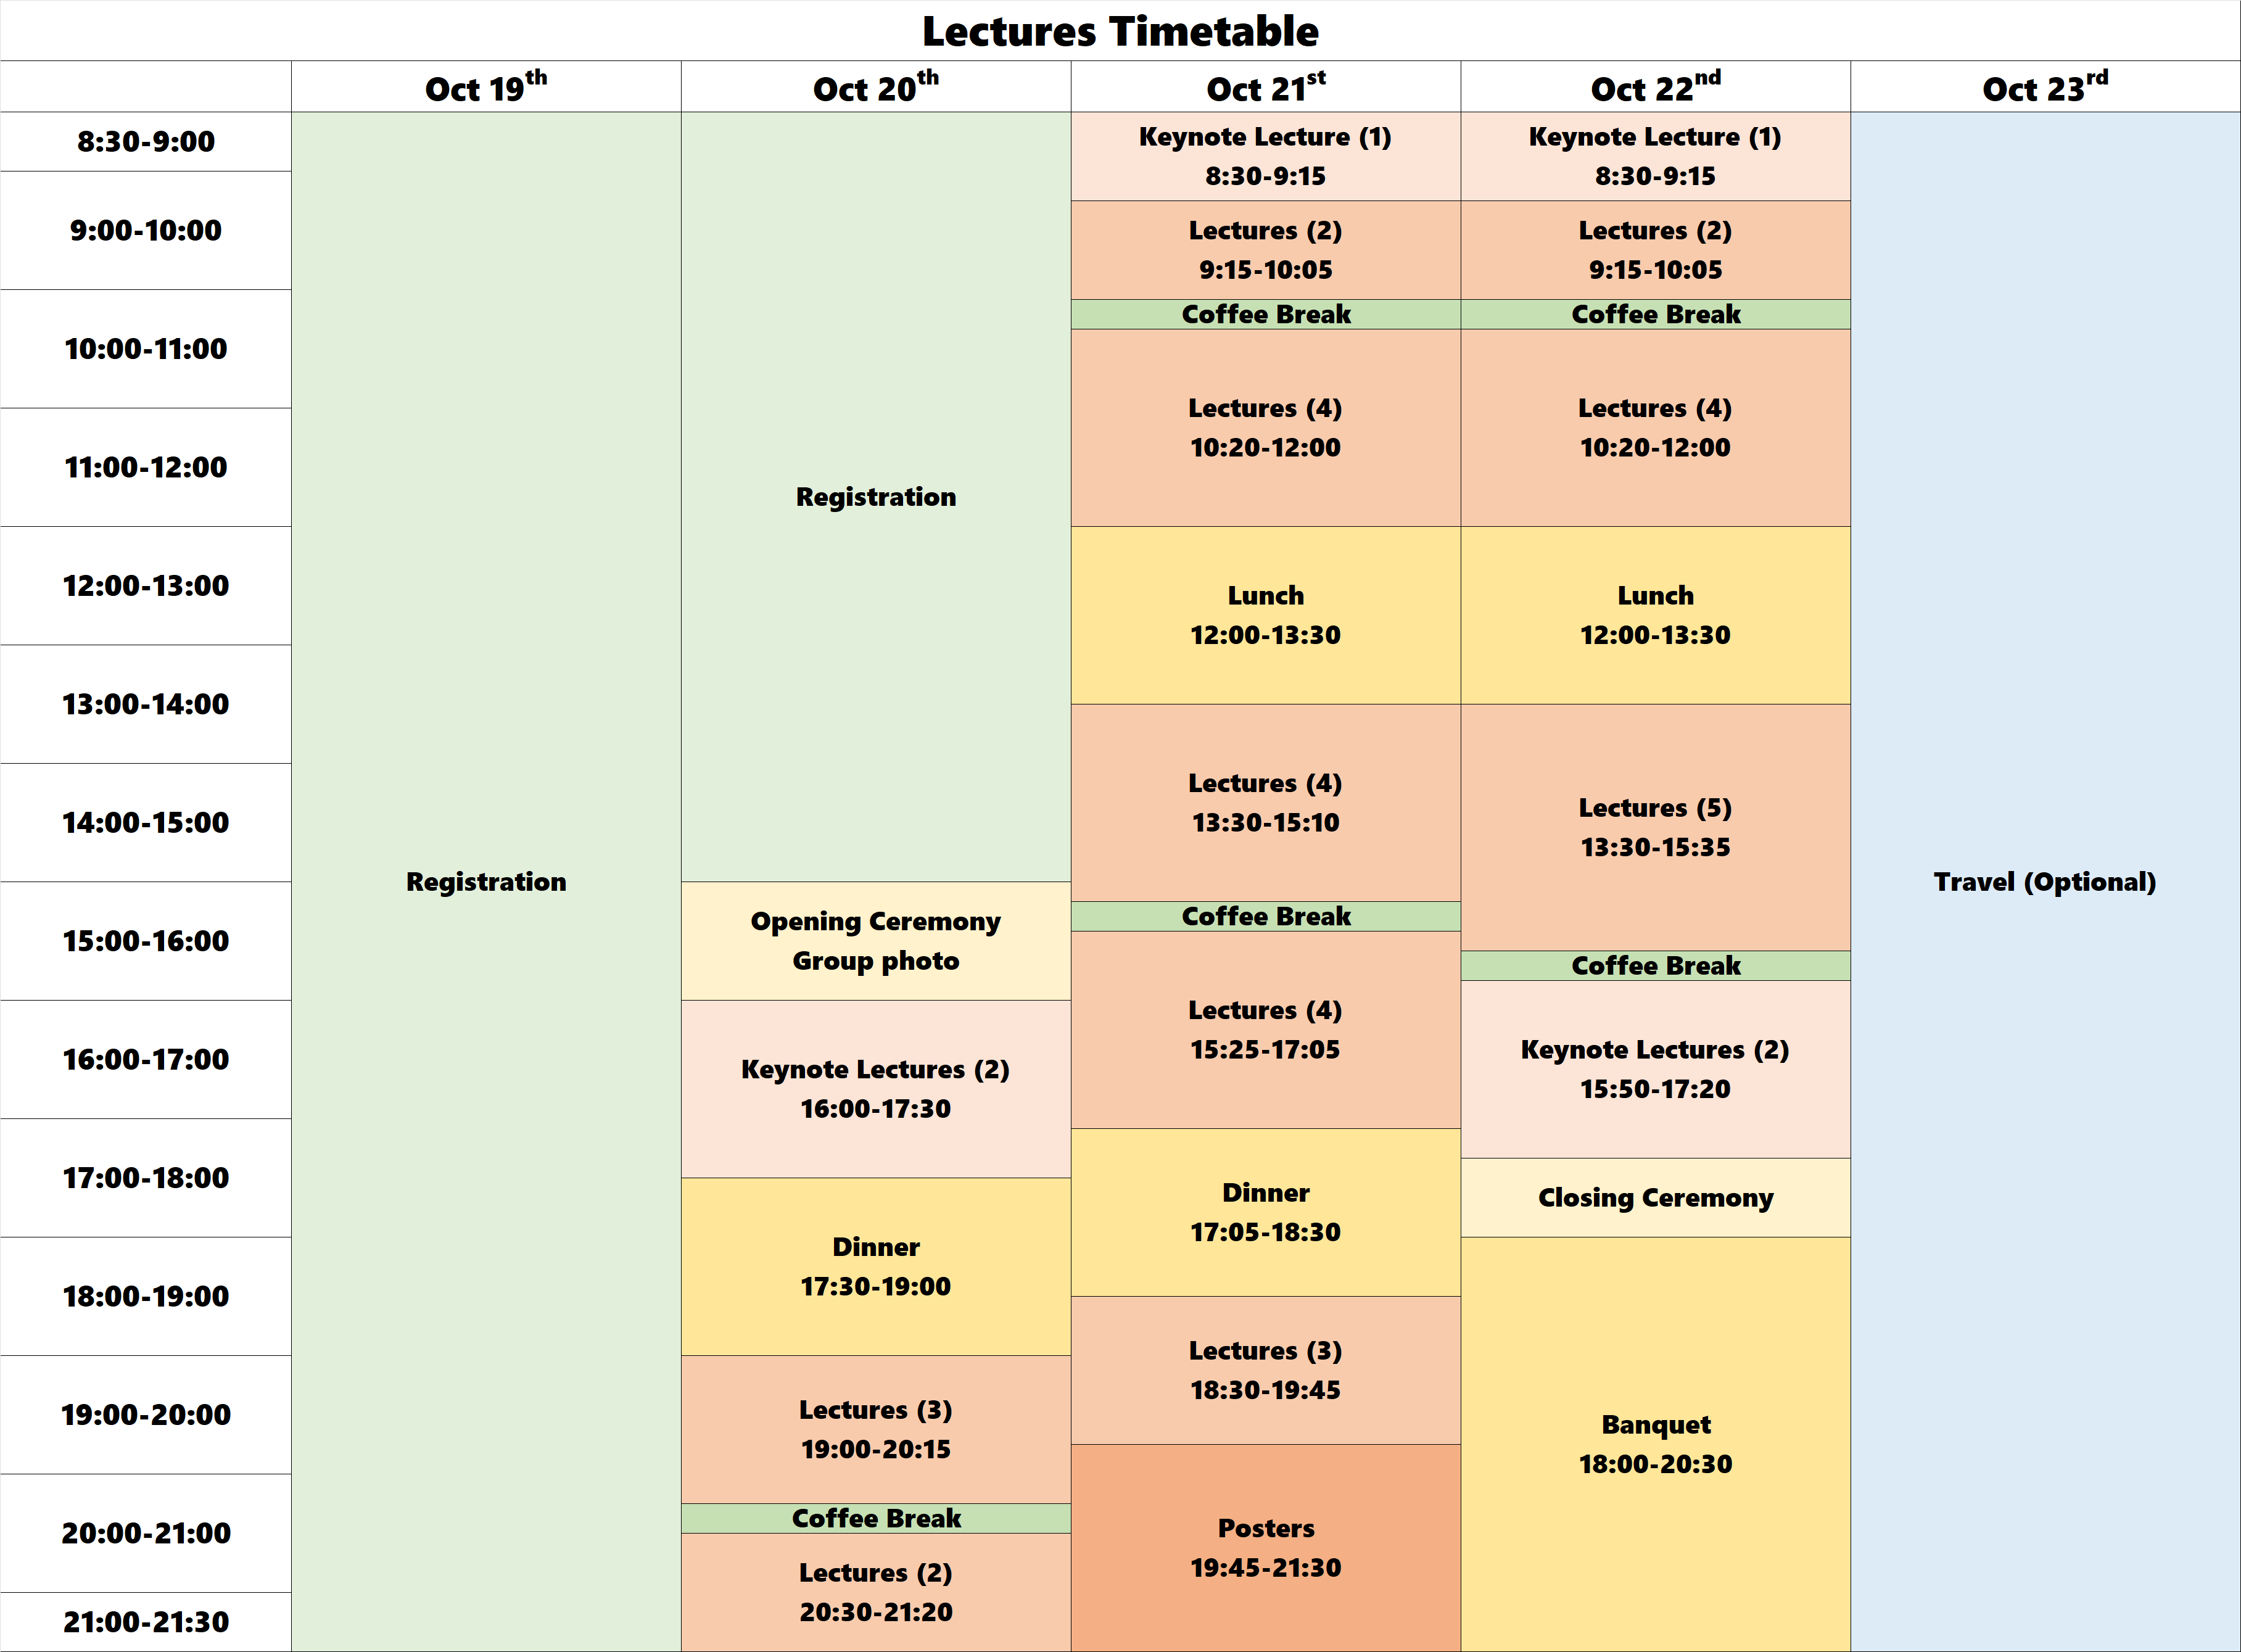 Lectures Timetable
Oct 19th Oct 20th Oct 21st Oct 22nd Oct 23rd
8:30-9:00
9:00-10:00
10:00-11:00
11:00-12:00
12:00-13:00
13:00-14:00
14:00-15:00
15:00-16:00
16:00-17:00
17:00-18:00
18:00-19:00
19:00-20:00
20:00-21:00
21:00-21:30
Registration
Registration
Opening Ceremony
Group photo
Keynote Lectures (2)
16:00-17:30
Dinner
17:30-19:00
Lectures (3)
19:00-20:15
Coffee Break
Lectures (2)
20:30-21:20
Keynote Lecture (1)
8:30-9:15
Lectures (2)
9:15-10:05
Coffee Break
Lectures (4)
10:20-12:00
Lunch
12:00-13:30
Lectures (4)
13:30-15:10
Coffee Break
Lectures (4)
15:25-17:05
Dinner
17:05-18:30
Lectures (3)
18:30-19:45
Posters
19:45-21:30
Keynote Lecture (1)
8:30-9:15
Lectures (2)
9:15-10:05
Coffee Break
Lectures (4)
10:20-12:00
Lunch
12:00-13:30
Lectures (5)
13:30-15:35
Coffee Break
Keynote Lectures (2)
15:50-17:20
Closing Ceremony
Banquet
18:00-20:30
Travel (Optional)